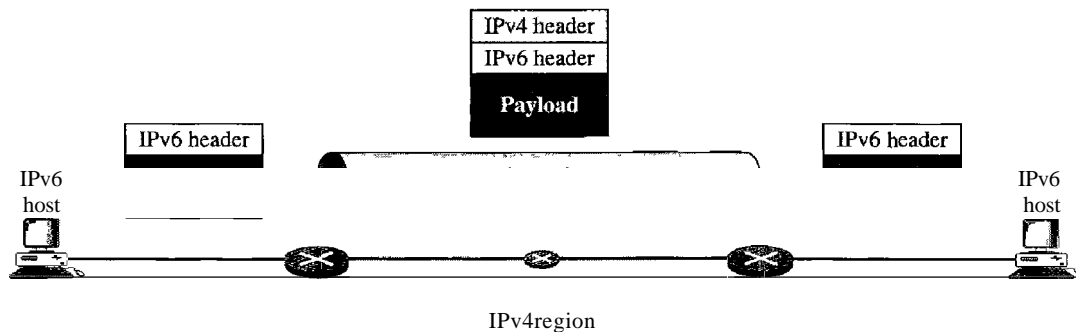 IPv4 header
IPv6 header
Payload
IPv6 header
IPv6 header
IPv6
host
IPv6
host
IPv4region